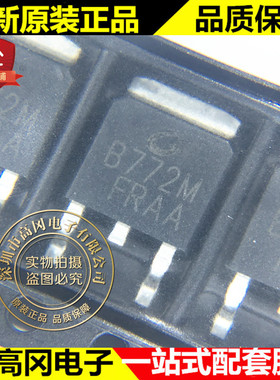 新原装正品 品质保
B772M
FRAA
2M
A
深圳市高冈电子有限公司
实物拍摄
盗图必究
高冈电子 一站式配套服